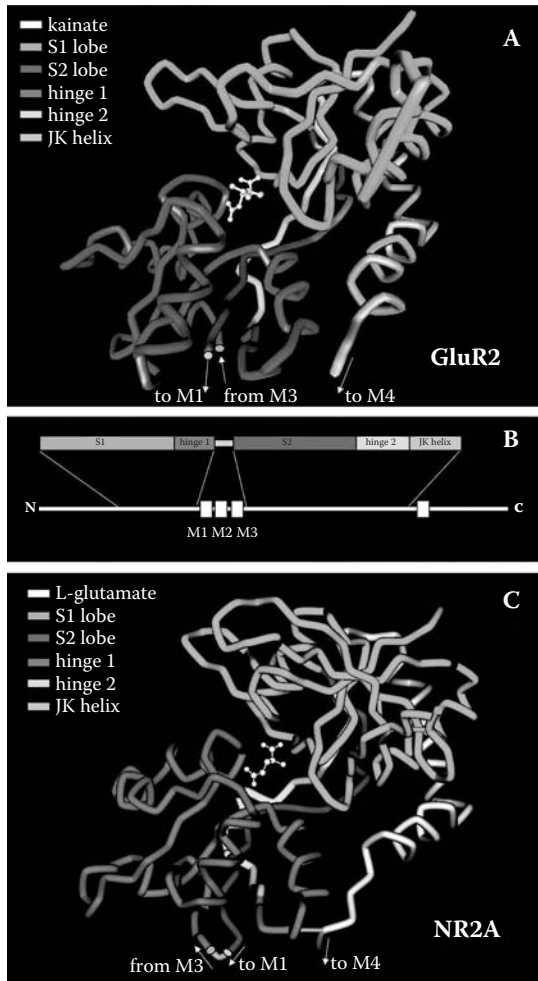 A
kainate
S1 lobe
S2 lobe
hinge 1
hinge 2
JK helix
GluR2
to M1 from M3 to M4
B
S1 hinge 1 S2 hinge 2 JK helix
N C
M1 M2 M3
C
L-glutamate
S1 lobe
S2 lobe
hinge 1
hinge 2
JK helix
NR2A
from M3 to M1 to M4